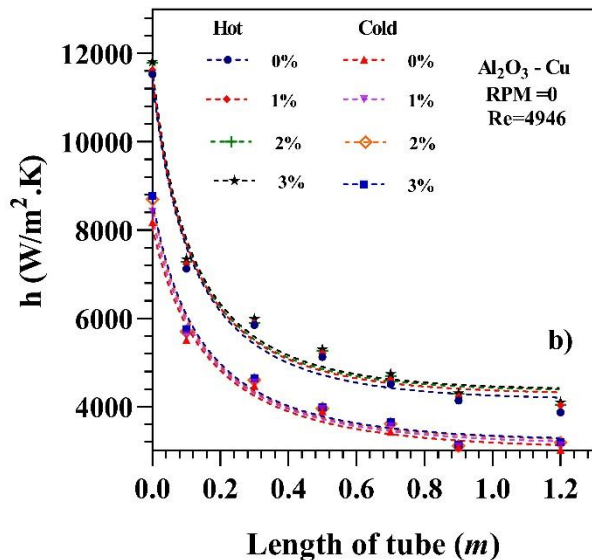 Hot Cold
0% 0%
1% 1%
2% 2%
3% 3%
Al₂O₃ - Cu
RPM =0
Re=4946
h (W/m².K)
12000
10000
8000
6000
4000
b)
0.0 0.2 0.4 0.6 0.8 1.0 1.2
Length of tube (m)